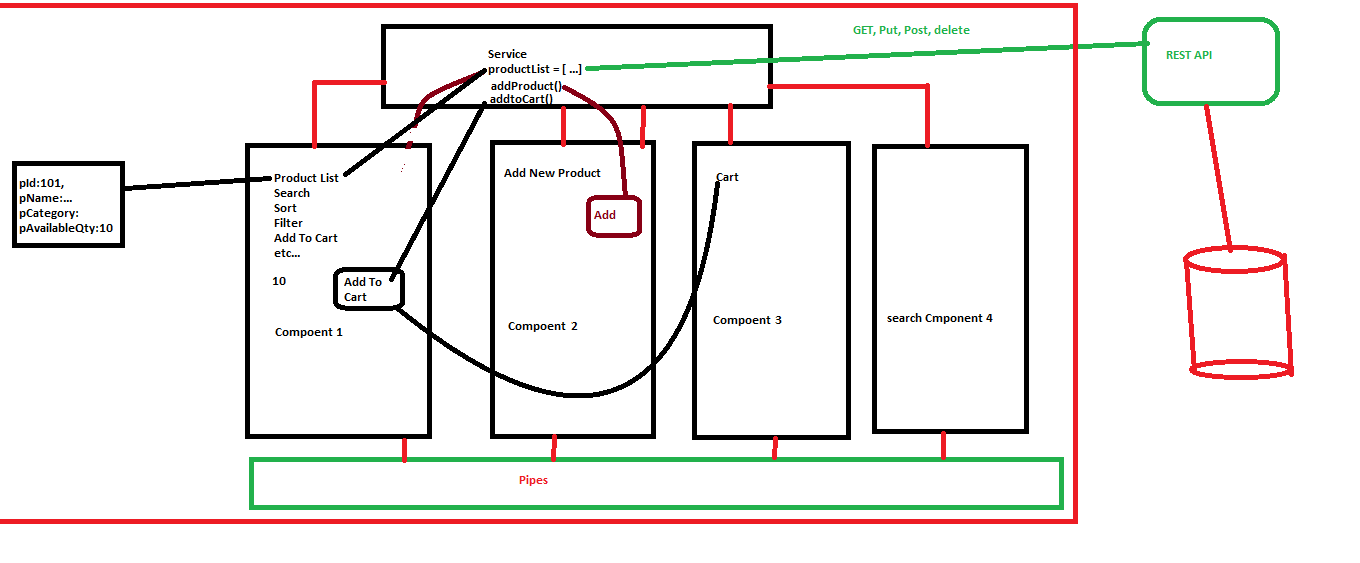 GET, Put, Post, delete
REST API
Service
productList = [ ...]
addProduct()
addtoCart()
pId:101,
pName:...
pCategory:
pAvailableQty:10
Product List
Search
Sort
Filter
Add To Cart
etc...
10
Add To
Cart
Compoent 1
Add New Product
Add
Compoent 2
Cart
Compoent 3
search Cmponent 4
Pipes